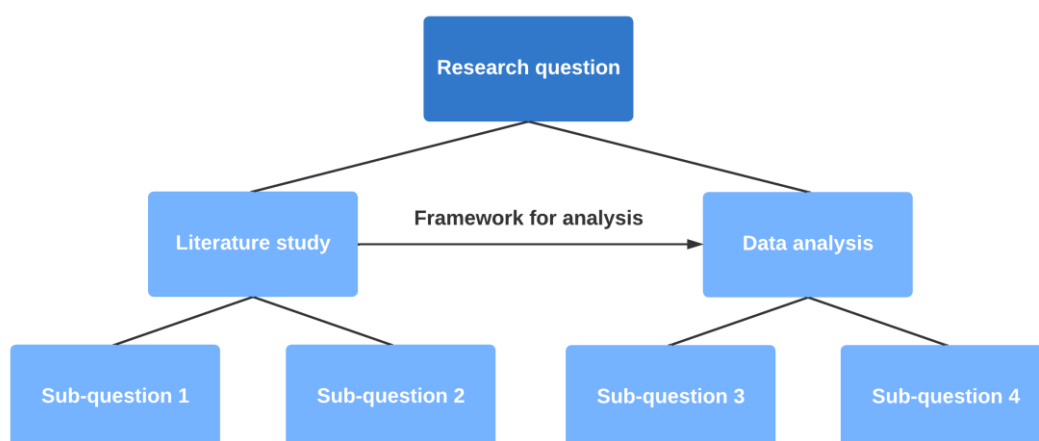 Research question
Framework for analysis
Literature study
Data analysis
Sub-question 1
Sub-question 2
Sub-question 3
Sub-question 4